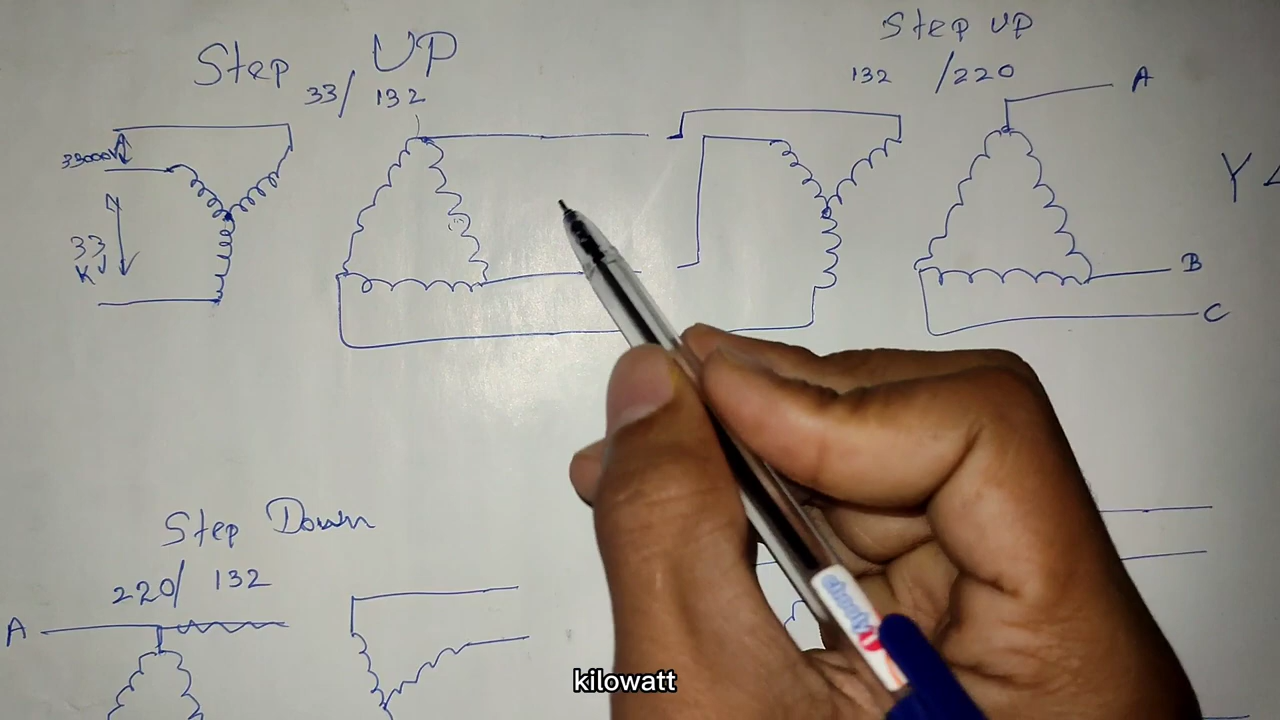 Step UP
33/ 132
33000V
33
KV
Step UP
132 /220
A
B
C
Y
Step Down
220/ 132
A
kilowatt